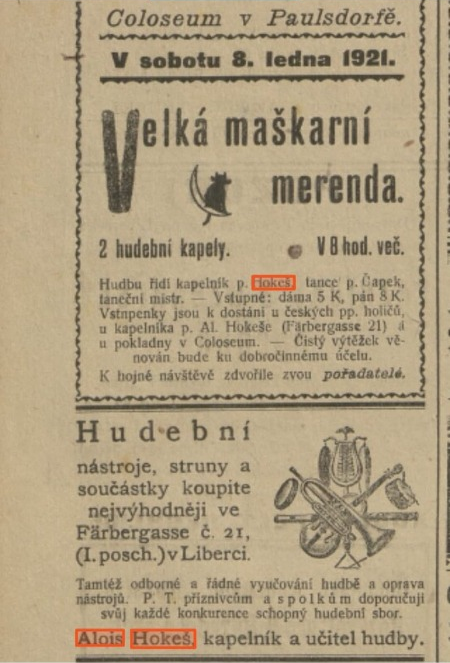 Coloseum v Paulsdorfě.
V sobotu 8. ledna 1921.
Velká maškarní
merenda.
2 hudební kapely. V 8 hod. več.
Hudbu řídí kapelník p. Hokeš, tance p. Čapek,
taneční mistr. — Vstupné: dáma 5 K, pán 8 K.
Vstnpenky jsou k dostání u českých pp. holičů,
u kapelníka p. Al. Hokeše (Färbergasse 21) a
u pokladny v Coloseum. — Čistý výtěžek vě-
nován bude ku dobročinnému účelu.
K hojné návštěvě zdvořile zvou pořadatelé.
Hudební
nástroje, struny a
součástky koupíte
nejvýhodněji ve
Färbergasse č. 21,
(I. posch.) v Liberci.
Tamtéž odborné a řádné vyučování hudbě a oprava
nástrojů. P. T. příznivcům a spolkům doporučuji
svůj každé konkurence schopný hudební sbor.
Alois Hokeš, kapelník a učitel hudby.